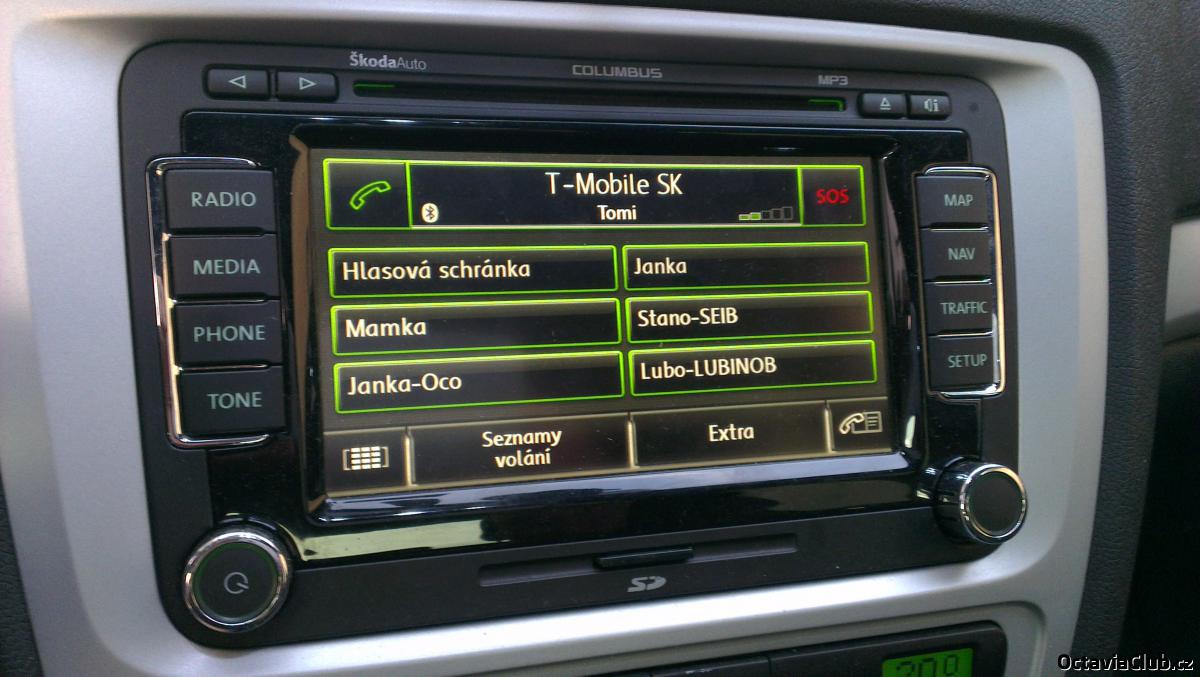 ŠkodaAuto
COLUMBUS
MP3
RADIO
MEDIA
PHONE
TONE
T-Mobile SK
Tomi
SOS
Hlasová schránka
Janka
Mamka
Stano-SEIB
Janka-Oco
Lubo-LUBINOB
Seznamy
volání
Extra
MAP
NAV
TRAFFIC
SETUP
SD
OctaviaClub.cz